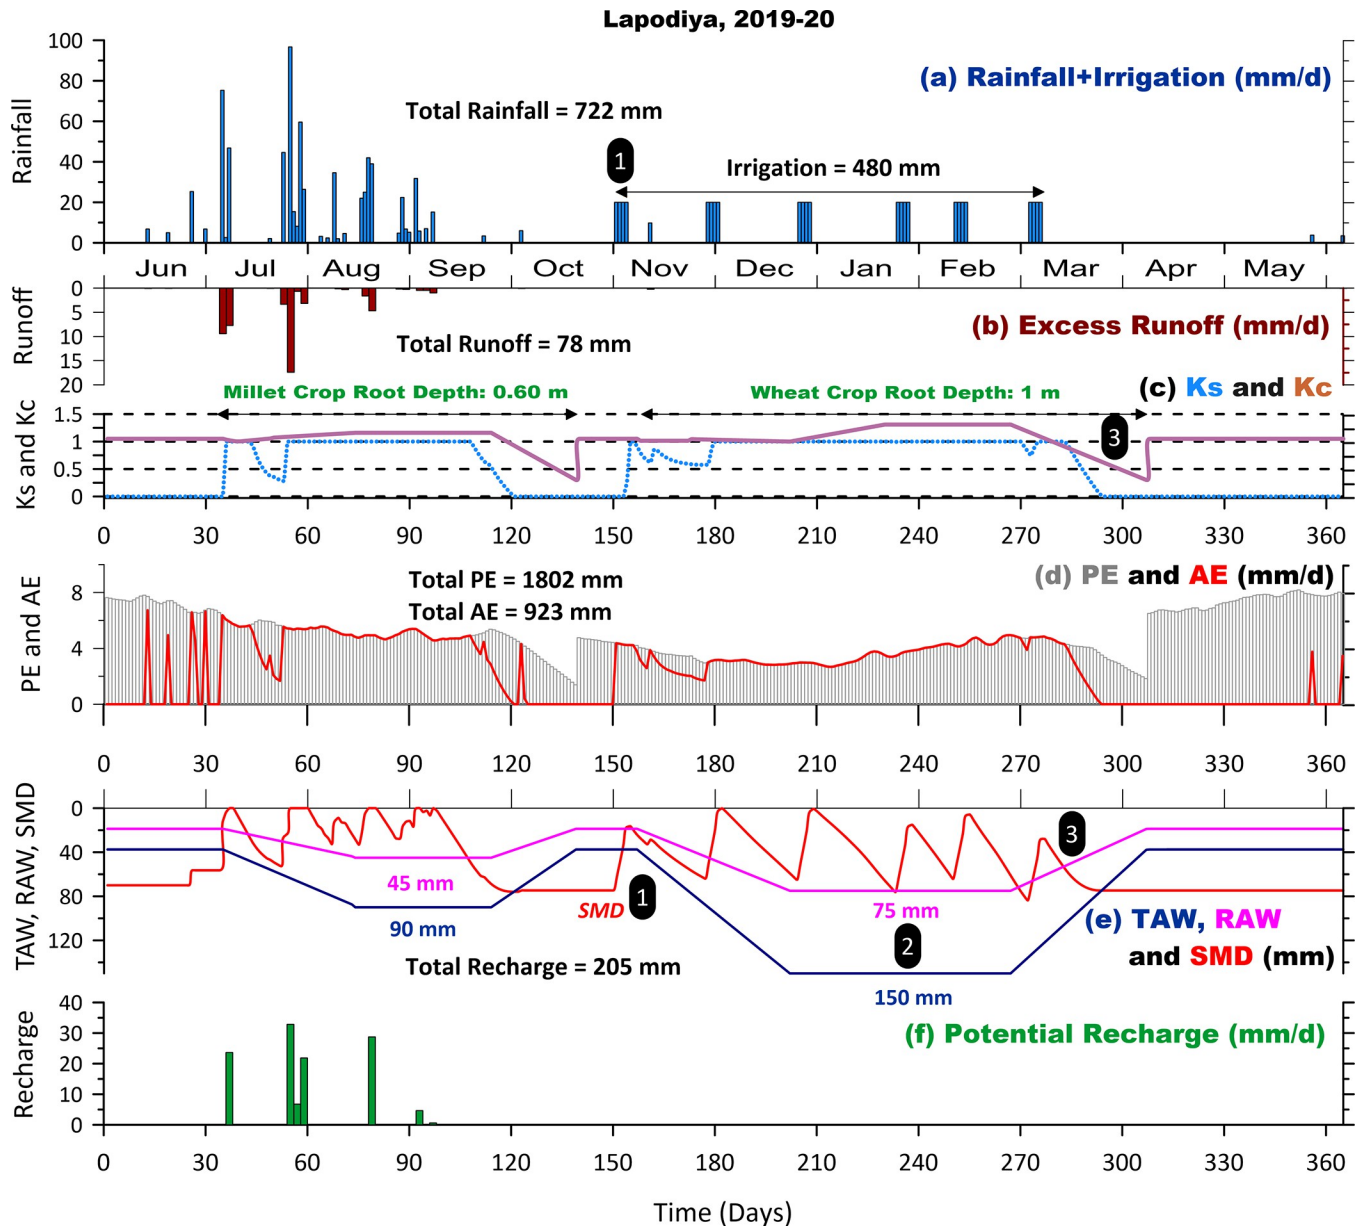 Lapodiya, 2019-20
Rainfall
100
80
60
40
20
0
(a) Rainfall+Irrigation (mm/d)
Total Rainfall = 722 mm
1
Irrigation = 480 mm
Jun Jul Aug Sep Oct Nov Dec Jan Feb Mar Apr May
Runoff
0
5
10
15
20
(b) Excess Runoff (mm/d)
Total Runoff = 78 mm
Millet Crop Root Depth: 0.60 m
Wheat Crop Root Depth: 1 m
(c) Ks and Kc
Ks and Kc
1.5
1
0.5
0
3
0 30 60 90 120 150 180 210 240 270 300 330 360
PE and AE
8
4
0
Total PE = 1802 mm
Total AE = 923 mm
(d) PE and AE (mm/d)
0 30 60 90 120 150 180 210 240 270 300 330 360
TAW, RAW, SMD
0
40
80
120
45 mm
90 mm
SMD
1
75 mm
2
150 mm
3
(e) TAW, RAW
and SMD (mm)
Total Recharge = 205 mm
Recharge
40
30
20
10
0
(f) Potential Recharge (mm/d)
0 30 60 90 120 150 180 210 240 270 300 330 360
Time (Days)